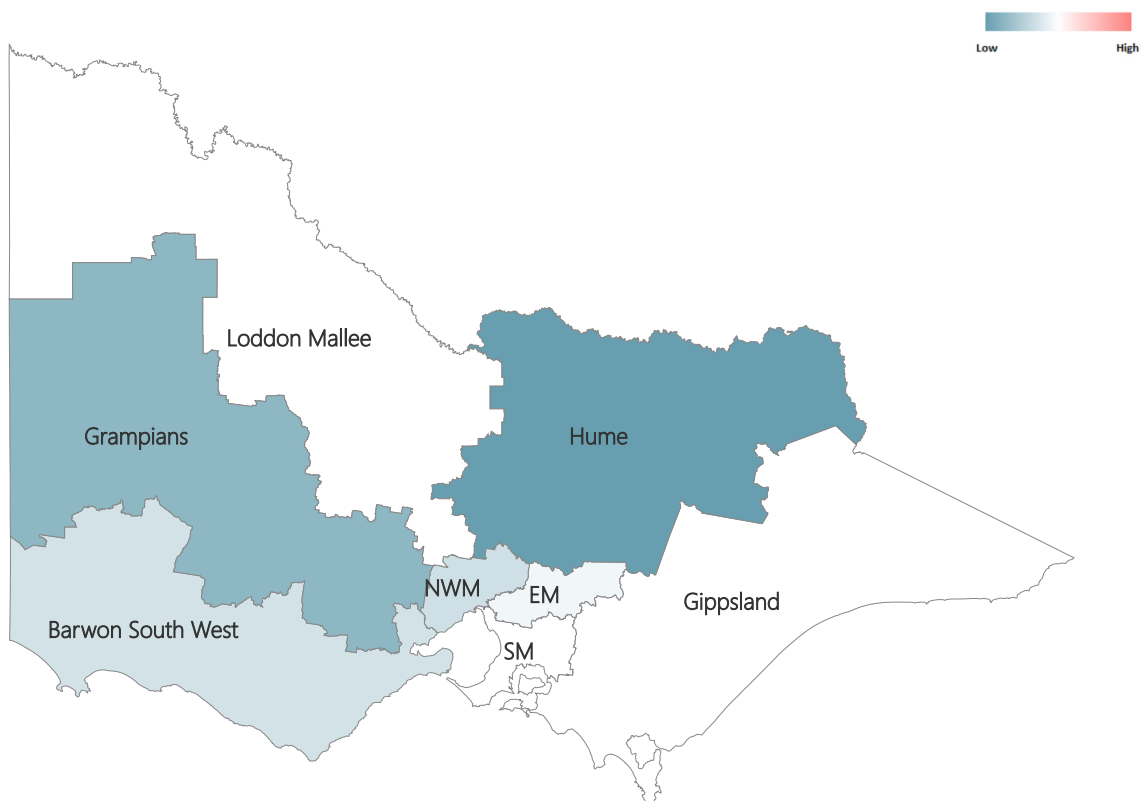 Low High
Loddon Mallee
Grampians
Hume
NWM
EM
Gippsland
Barwon South West
SM